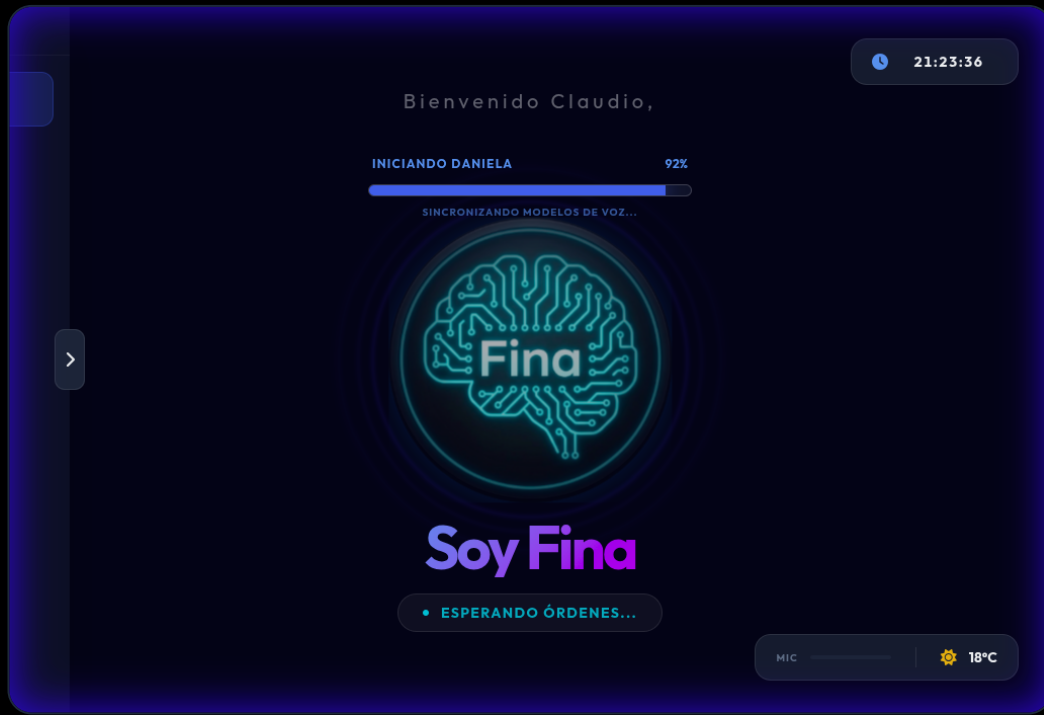 21:23:36
Bienvenido Claudio,
INICIANDO DANIELA 92%
SINCRONIZANDO MODELOS DE VOZ...
Fina
Soy Fina
ESPERANDO ÓRDENES...
MIC 18°C